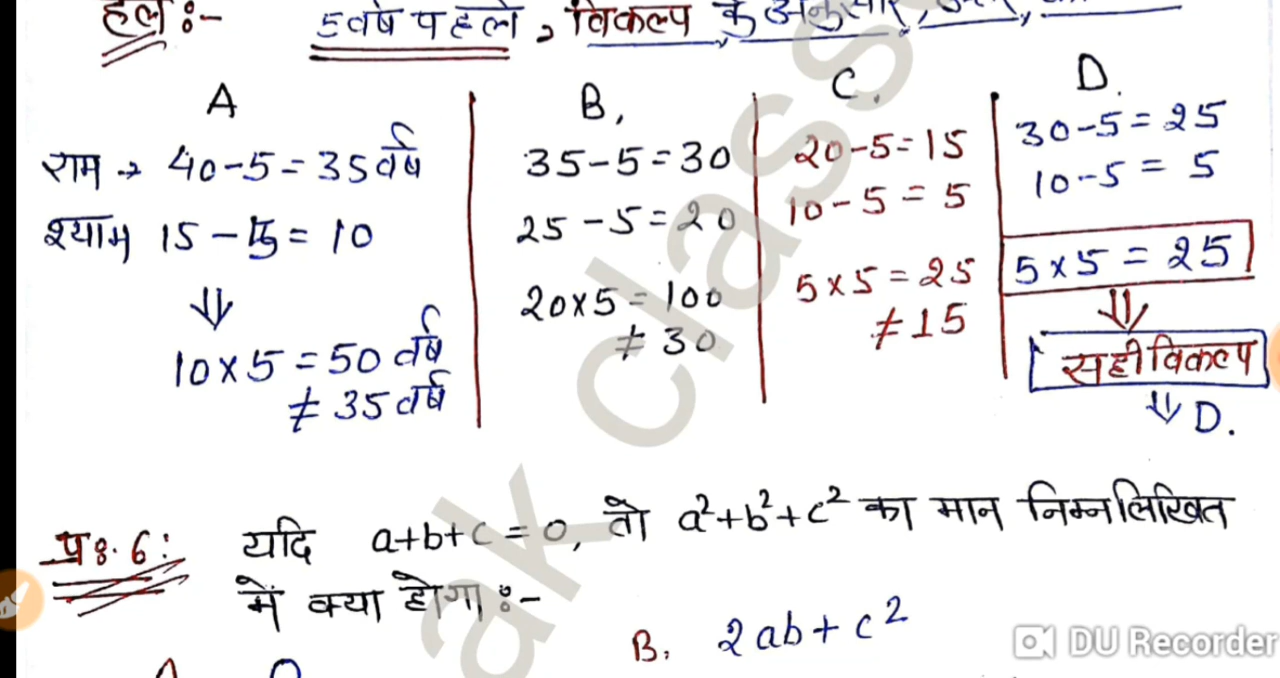 हल :-
5 वर्ष पहले, विकल्प के अनुसार,
A
राम → 40-5=35 वर्ष
श्याम 15-5=10
⇓
10×5=50 वर्ष
≠ 35 वर्ष
B.
35-5=30
25-5=20
20×5=100
≠ 30
C.
20-5=15
10-5=5
5×5=25
≠15
D.
30-5=25
10-5=5
5×5=25
⇓
सही विकल्प
⇓ D.
प्रः. 6: यदि a+b+c=0, तो a²+b²+c² का मान निम्नलिखित
में क्या होगा :-
B. 2ab+c²
ak Class
DU Recorder